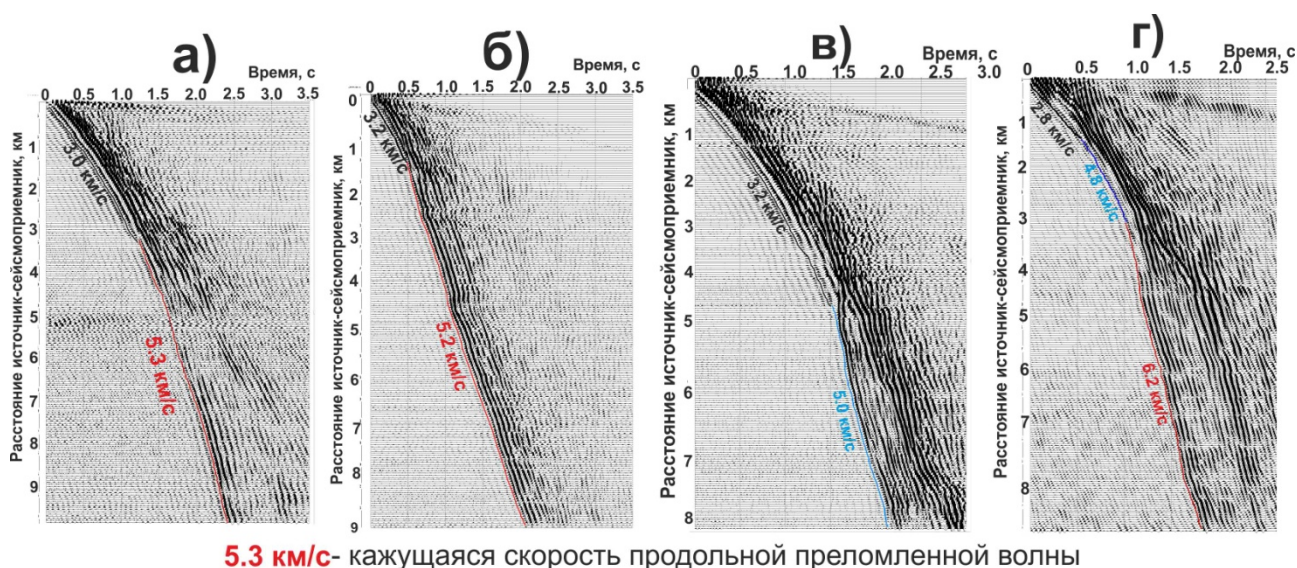 а)
Время, с
0 0.5 1.0 1.5 2.0 2.5 3.0 3.5
Расстояние источник-сейсмоприемник, км
1
2
3
4
5
6
7
8
9
3.0 км/с
5.3 км/с
б)
Время, с
0 0.5 1.0 1.5 2.0 2.5 3.0 3.5
Расстояние источник-сейсмоприемник, км
0
1
2
3
4
5
6
7
8
9
3.2 км/с
5.2 км/с
в)
Время, с
0 0.5 1.0 1.5 2.0 2.5 3.0
Расстояние источник-сейсмоприемник, км
1
2
3
4
5
6
7
8
3.2 км/с
5.0 км/с
г)
Время, с
0 0.5 1.0 1.5 2.0 2.5
Расстояние источник-сейсмоприемник, км
1
2
3
4
5
6
7
8
2.8 км/с
4.8 км/с
6.2 км/с
5.3 км/с- кажущаяся скорость продольной преломленной волны